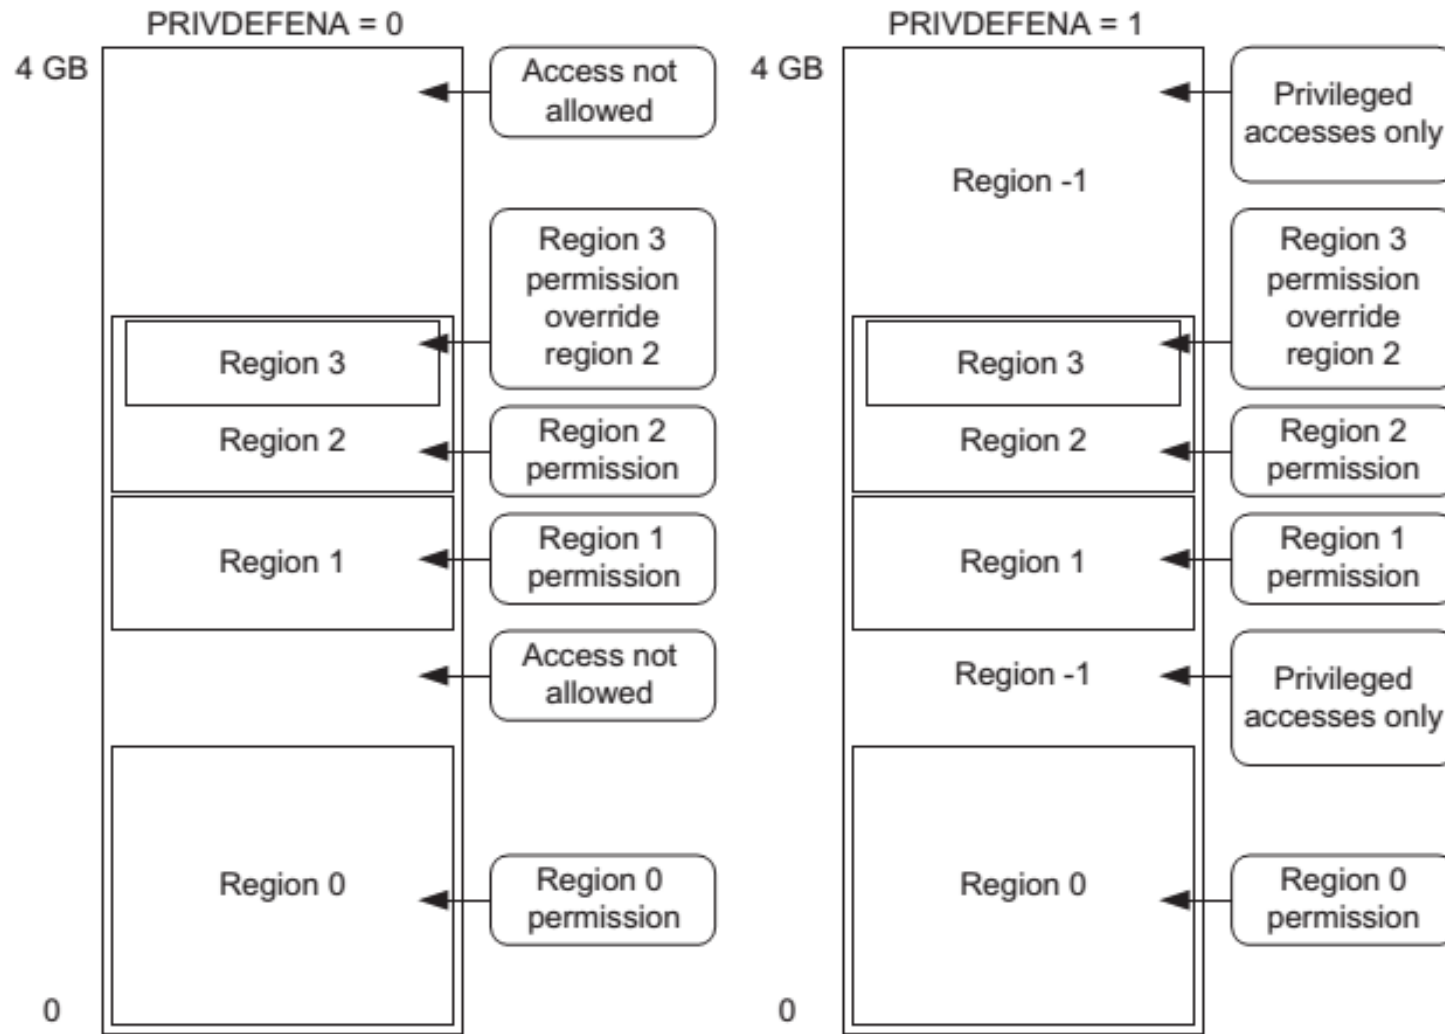 PRIVDEFENA = 0
4 GB
Access not
allowed
Region 3
permission
override
region 2
Region 3
Region 2
Region 2
permission
Region 1
Region 1
permission
Access not
allowed
Region 0
Region 0
permission
0
PRIVDEFENA = 1
4 GB
Privileged
accesses only
Region -1
Region 3
permission
override
region 2
Region 3
Region 2
Region 2
permission
Region 1
Region 1
permission
Region -1
Privileged
accesses only
Region 0
Region 0
permission
0